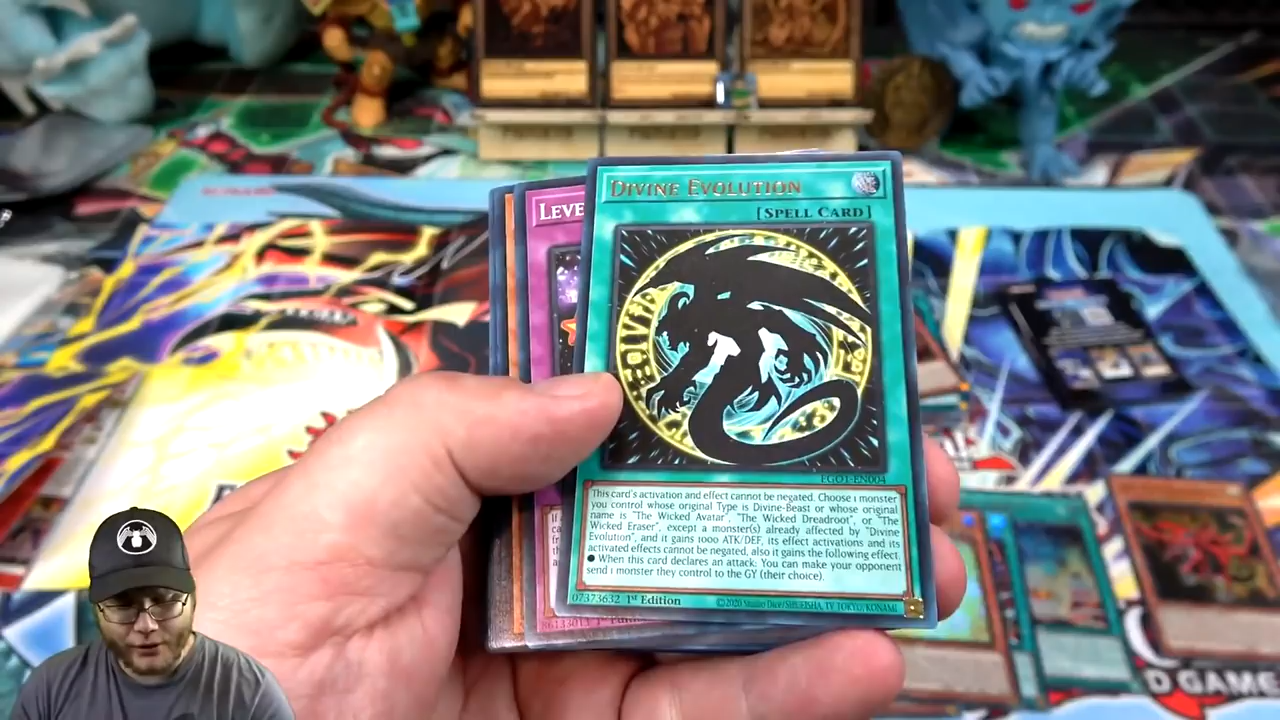 DIVINE EVOLUTION
LEVE
[SPELL CARD]
EGO1-EN004
This card's activation and effect cannot be negated. Choose 1 monster
you control whose original Type is Divine-Beast or whose original
name is "The Wicked Avatar", "The Wicked Dreadroot", or "The
Wicked Eraser", except a monster(s) already affected by "Divine
Evolution", and it gains 1000 ATK/DEF, its effect activations and its
activated effects cannot be negated, also it gains the following effect.
● When this card declares an attack: You can make your opponent
send 1 monster they control to the GY (their choice).
07373632 1st Edition
©2020 Studio Dice/SHUEISHA, TV TOKYO, KONAMI
D GAME